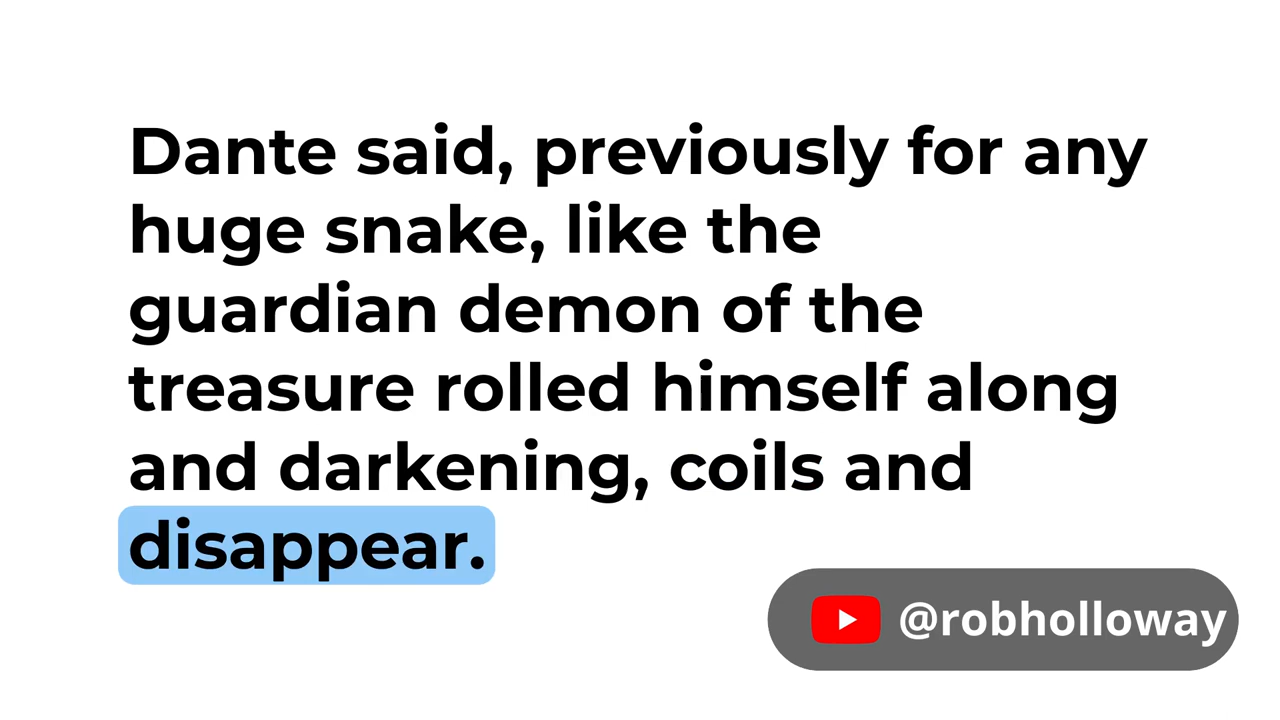 Dante said, previously for any
huge snake, like the
guardian demon of the
treasure rolled himself along
and darkening, coils and
disappear.
@robholloway